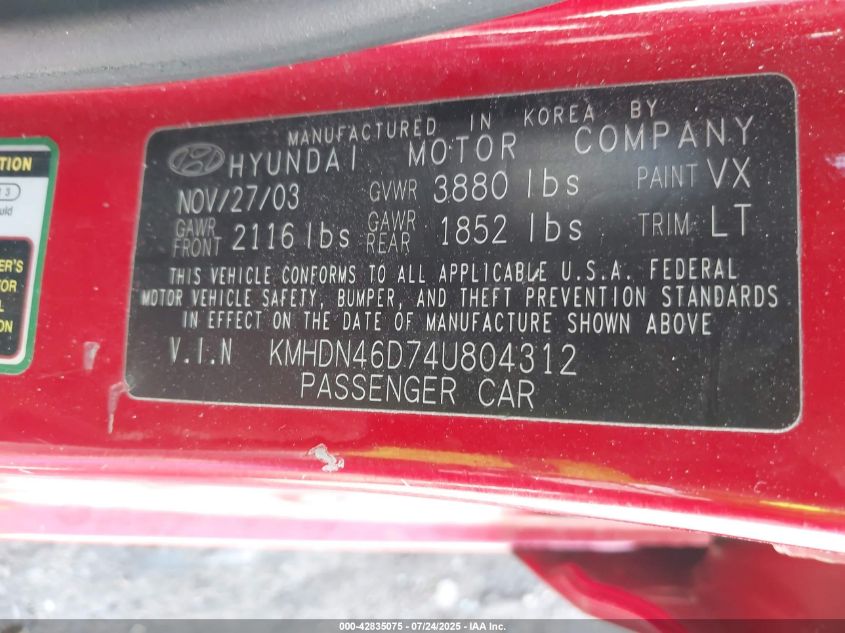 MANUFACTURED IN KOREA BY
HYUNDAI MOTOR COMPANY
NOV/27/03 GVWR 3880 lbs PAINT VX
GAWR FRONT 2116 lbs GAWR REAR 1852 lbs TRIM LT
THIS VEHICLE CONFORMS TO ALL APPLICABLE U.S.A. FEDERAL
MOTOR VEHICLE SAFETY, BUMPER, AND THEFT PREVENTION STANDARDS
IN EFFECT ON THE DATE OF MANUFACTURE SHOWN ABOVE
V.I.N KMHDN46D74U804312
PASSENGER CAR
000-42835075 - 07/24/2025 - IAA Inc.